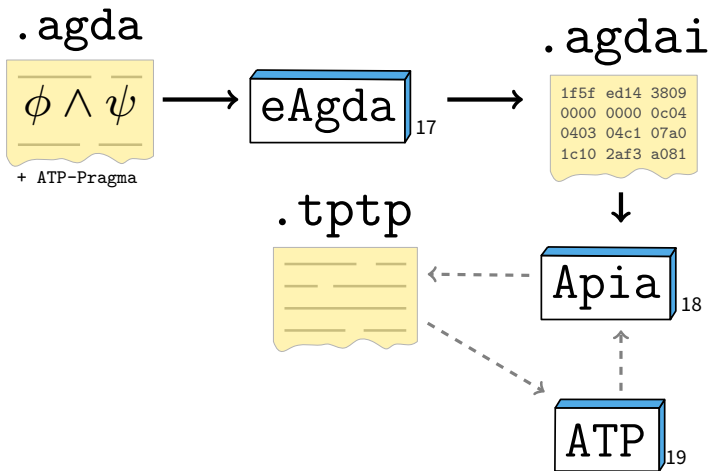 .agda
ϕ ∧ ψ
+ ATP-Pragma
eAgda
17
.agdai
1f5f ed14 3809
0000 0000 0c04
0403 04c1 07a0
1c10 2af3 a081
.tptp
Apia
18
ATP
19